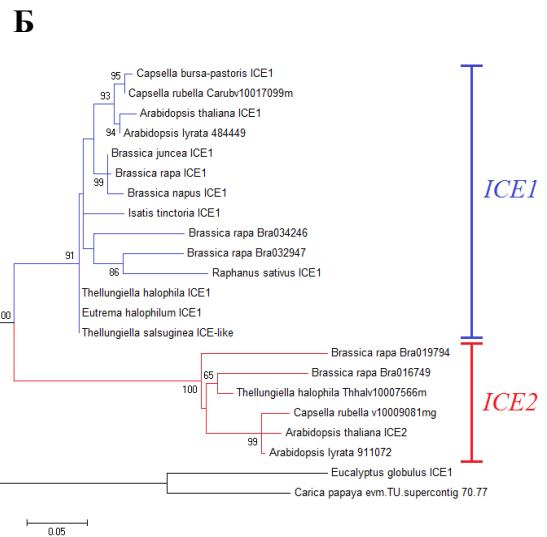 Б
95
Capsella bursa-pastoris ICE1
93
Capsella rubella Carubv10017099m
Arabidopsis thaliana ICE1
94
Arabidopsis lyrata 484449
Brassica juncea ICE1
Brassica rapa ICE1
99
Brassica napus ICE1
ICE1
Isatis tinctoria ICE1
Brassica rapa Bra034246
91
Brassica rapa Bra032947
86
Raphanus sativus ICE1
Thellungiella halophila ICE1
00
Eutrema halophilum ICE1
Thellungiella salsuginea ICE-like
Brassica rapa Bra019794
65
Brassica rapa Bra016749
100
Thellungiella halophila Thhalv10007566m
ICE2
Capsella rubella v10009081mg
Arabidopsis thaliana ICE2
99
Arabidopsis lyrata 911072
Eucalyptus globulus ICE1
Carica papaya evm.TU.supercontig 70.77
0.05